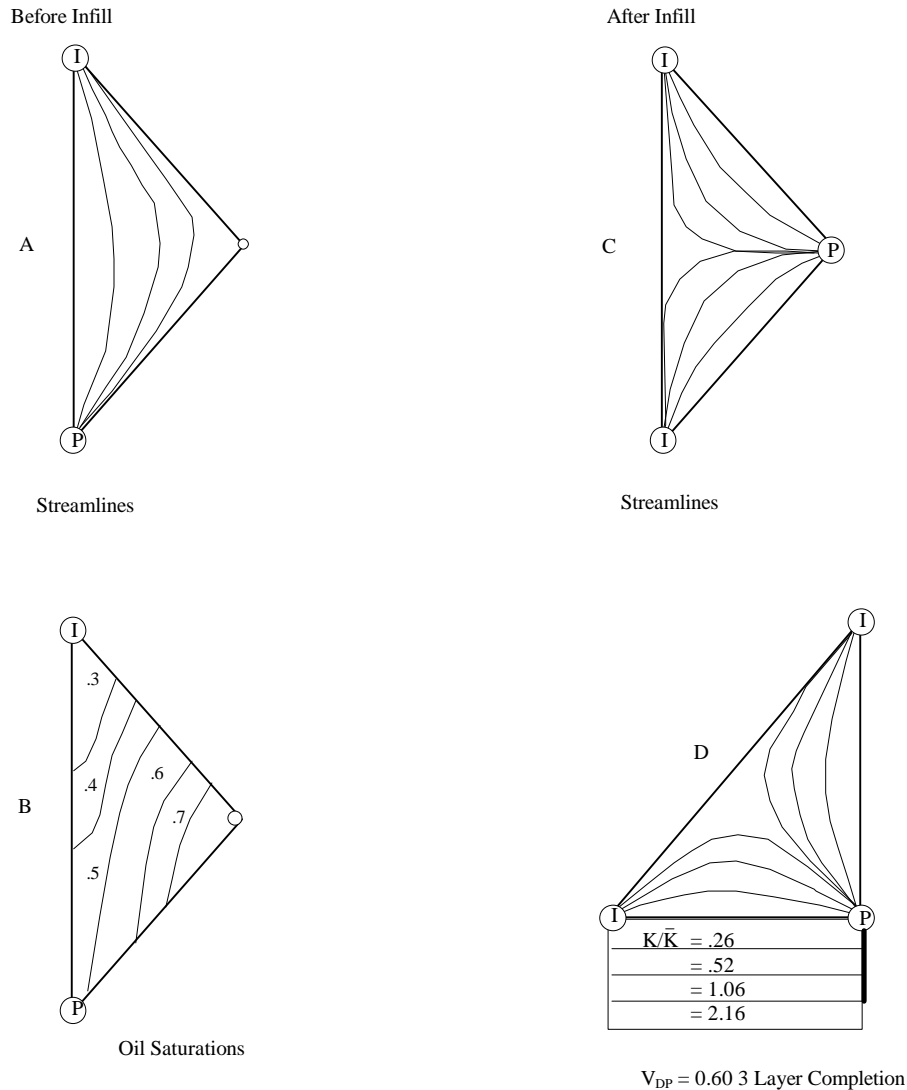 Before Infill
After Infill
I
I
A
C
P
P
I
Streamlines
Streamlines
I
I
.3
D
.6
.4
B
.7
.5
I
P
K/K̄ = .26
= .52
= 1.06
= 2.16
P
Oil Saturations
V_DP = 0.60 3 Layer Completion